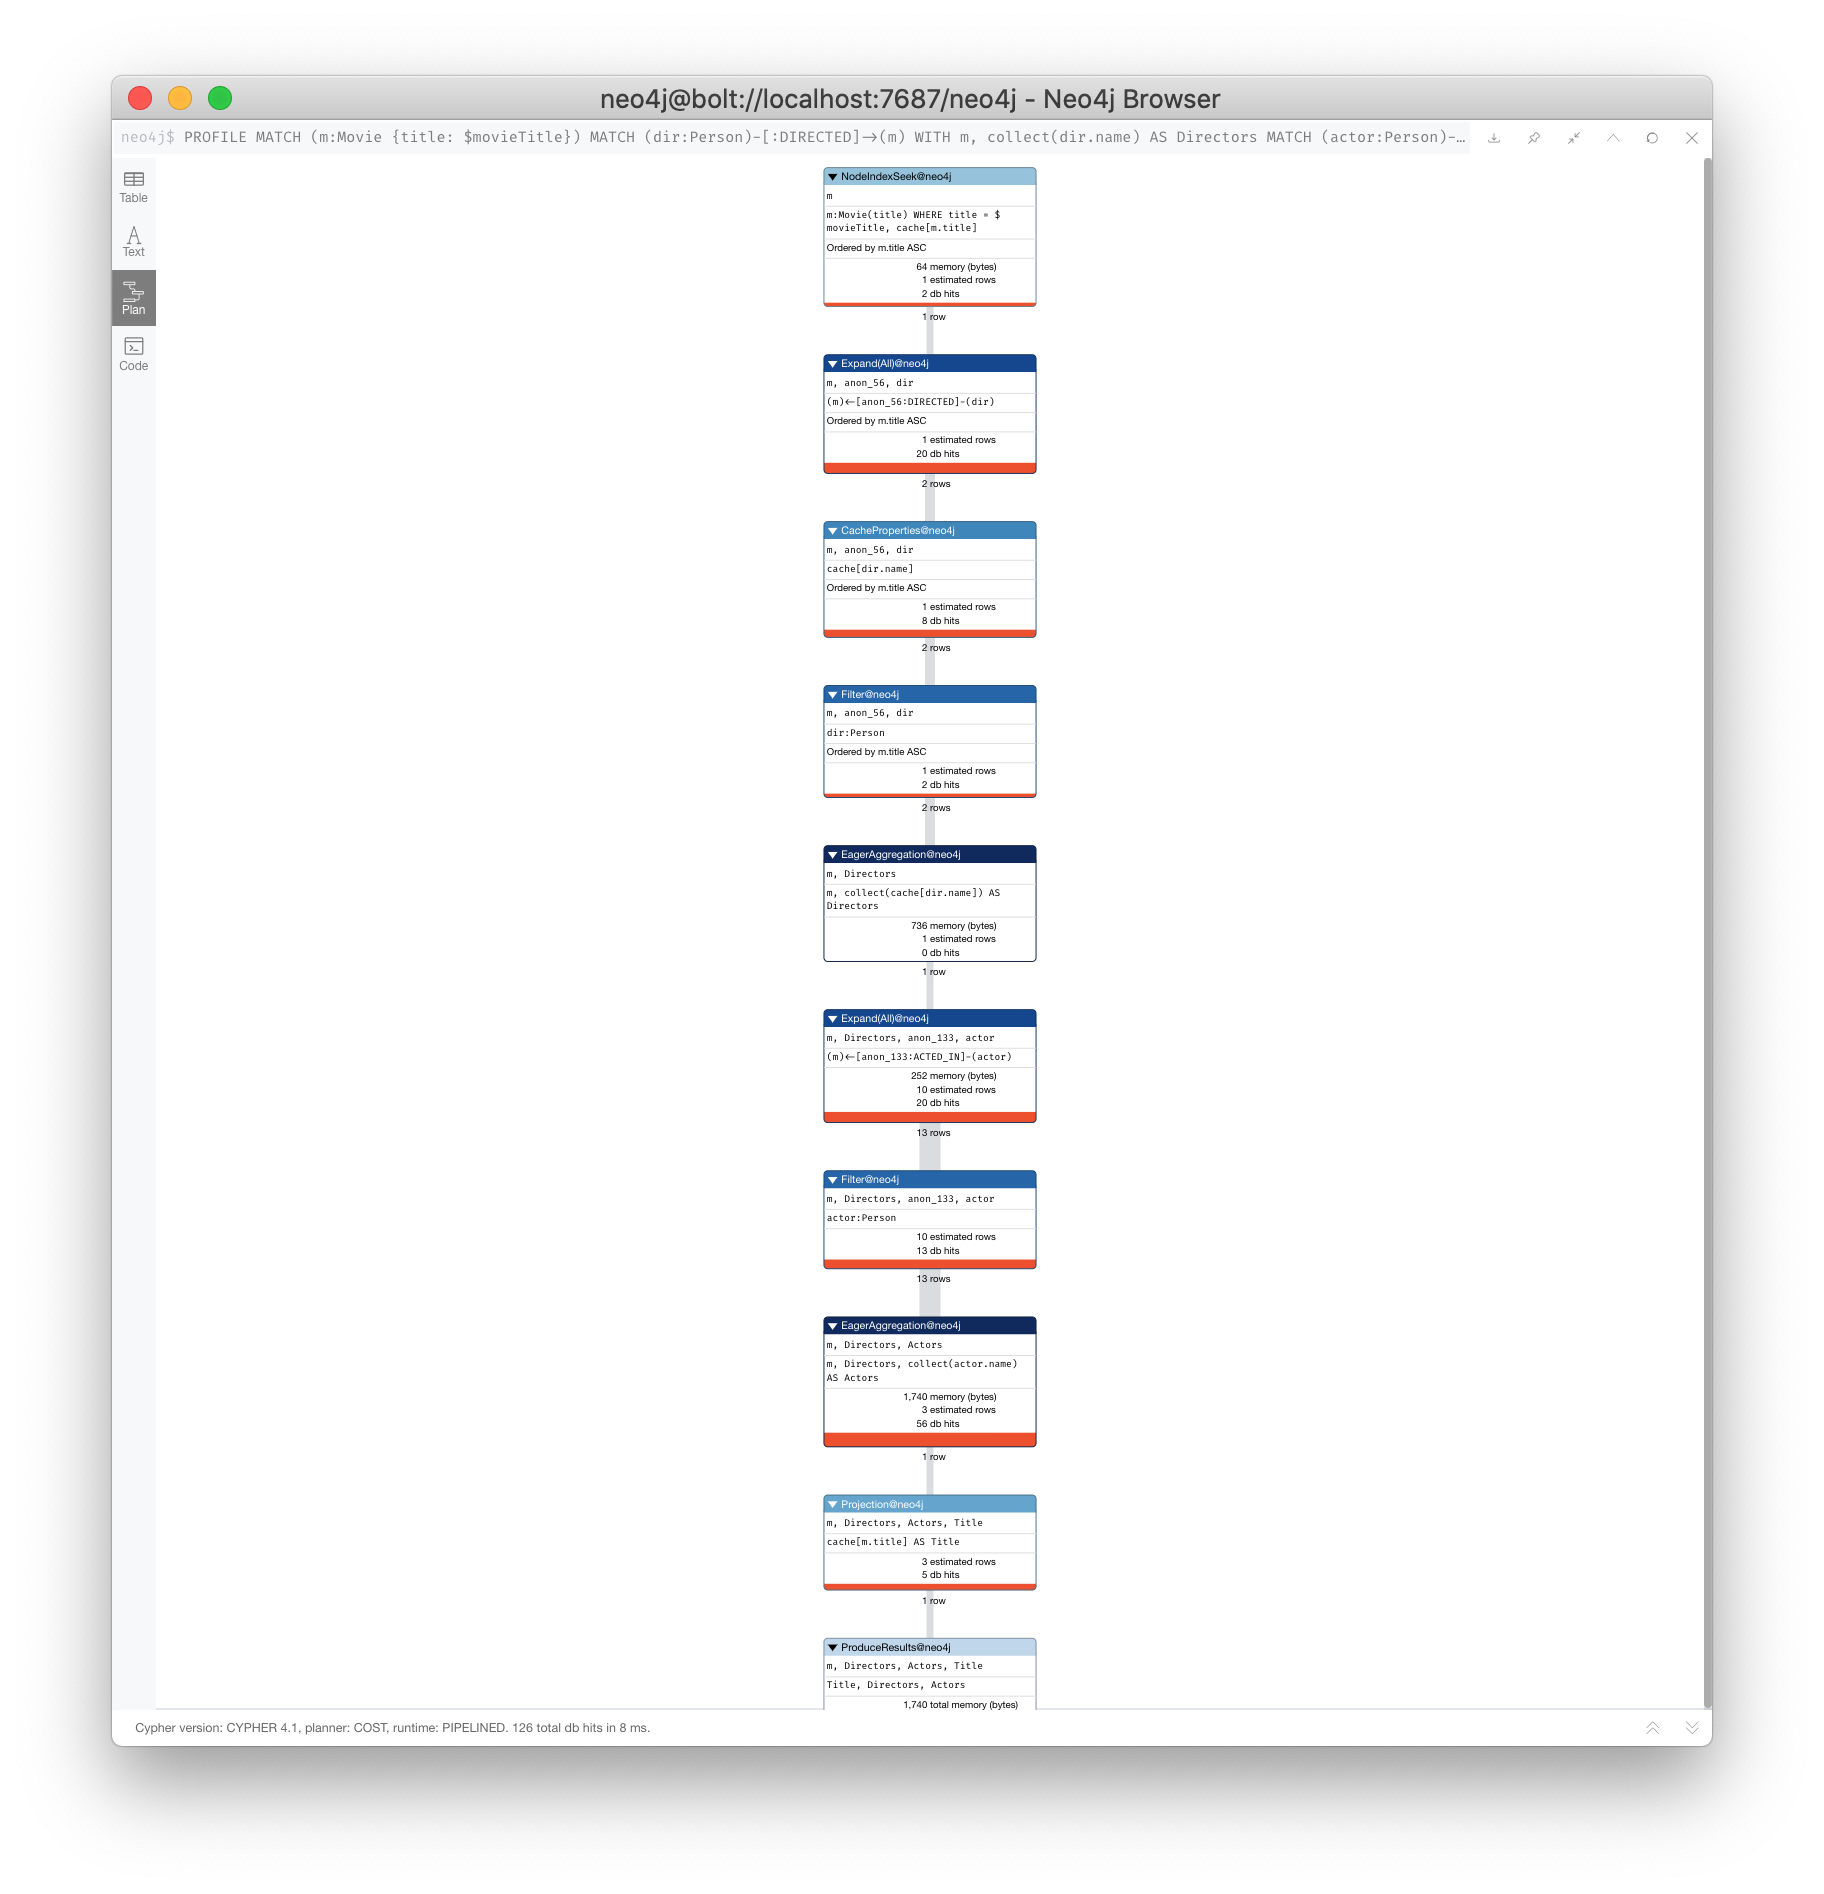 neo4j@bolt://localhost:7687/neo4j - Neo4j Browser
neo4j$ PROFILE MATCH (m:Movie {title: $movieTitle}) MATCH (dir:Person)-[:DIRECTED]→(m) WITH m, collect(dir.name) AS Directors MATCH (actor:Person)-…
Table
Text
Plan
Code
NodeIndexSeek@neo4j
m
m:Movie(title) WHERE title = $
movieTitle, cache[m.title]
Ordered by m.title ASC
64 memory (bytes)
1 estimated rows
2 db hits
1 row
Expand(All)@neo4j
m, anon_56, dir
(m)←[anon_56:DIRECTED]-(dir)
Ordered by m.title ASC
1 estimated rows
20 db hits
2 rows
CacheProperties@neo4j
m, anon_56, dir
cache[dir.name]
Ordered by m.title ASC
1 estimated rows
8 db hits
2 rows
Filter@neo4j
m, anon_56, dir
dir:Person
Ordered by m.title ASC
1 estimated rows
2 db hits
2 rows
EagerAggregation@neo4j
m, Directors
m, collect(cache[dir.name]) AS
Directors
736 memory (bytes)
1 estimated rows
0 db hits
1 row
Expand(All)@neo4j
m, Directors, anon_133, actor
(m)←[anon_133:ACTED_IN]-(actor)
252 memory (bytes)
10 estimated rows
20 db hits
13 rows
Filter@neo4j
m, Directors, anon_133, actor
actor:Person
10 estimated rows
13 db hits
13 rows
EagerAggregation@neo4j
m, Directors, Actors
m, Directors, collect(actor.name)
AS Actors
1,740 memory (bytes)
3 estimated rows
56 db hits
1 row
Projection@neo4j
m, Directors, Actors, Title
cache[m.title] AS Title
3 estimated rows
5 db hits
1 row
ProduceResults@neo4j
m, Directors, Actors, Title
Title, Directors, Actors
1,740 total memory (bytes)
Cypher version: CYPHER 4.1, planner: COST, runtime: PIPELINED. 126 total db hits in 8 ms.